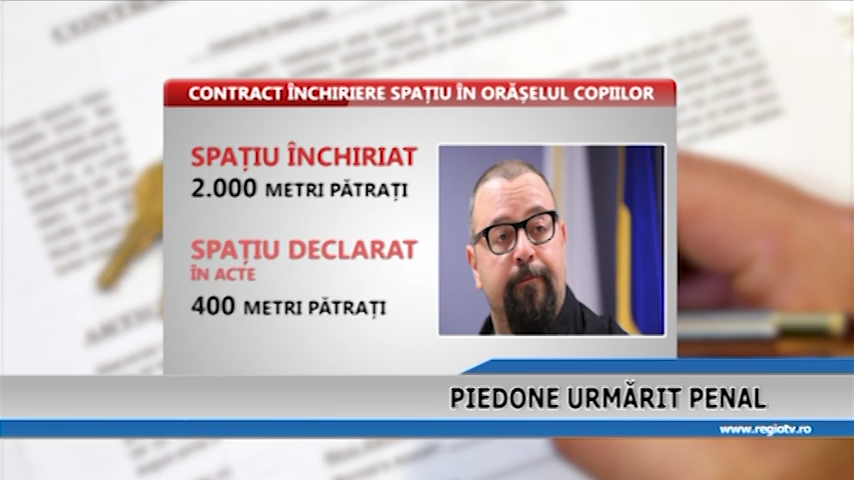 CONTRACT ÎNCHIRIERE SPAȚIU ÎN ORĂȘELUL COPIILOR
SPAȚIU ÎNCHIRIAT
2.000 METRI PĂTRAȚI
SPAȚIU DECLARAT
ÎN ACTE
400 METRI PĂTRAȚI
PIEDONE URMĂRIT PENAL
www.regiotv.ro